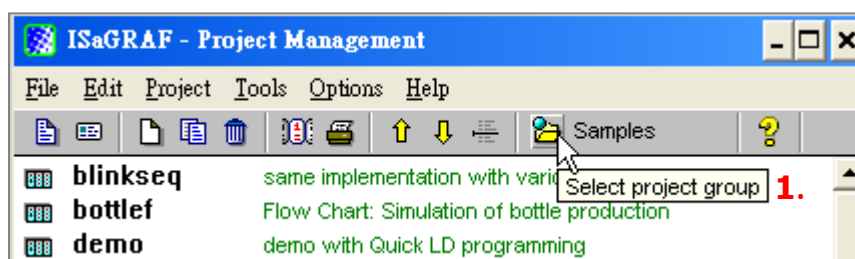 ISaGRAF - Project Management
File Edit Project Tools Options Help
Samples
blinkseq same implementation with vari
Select project group 1.
bottlef Flow Chart: Simulation of bottle production
demo demo with Quick LD programming